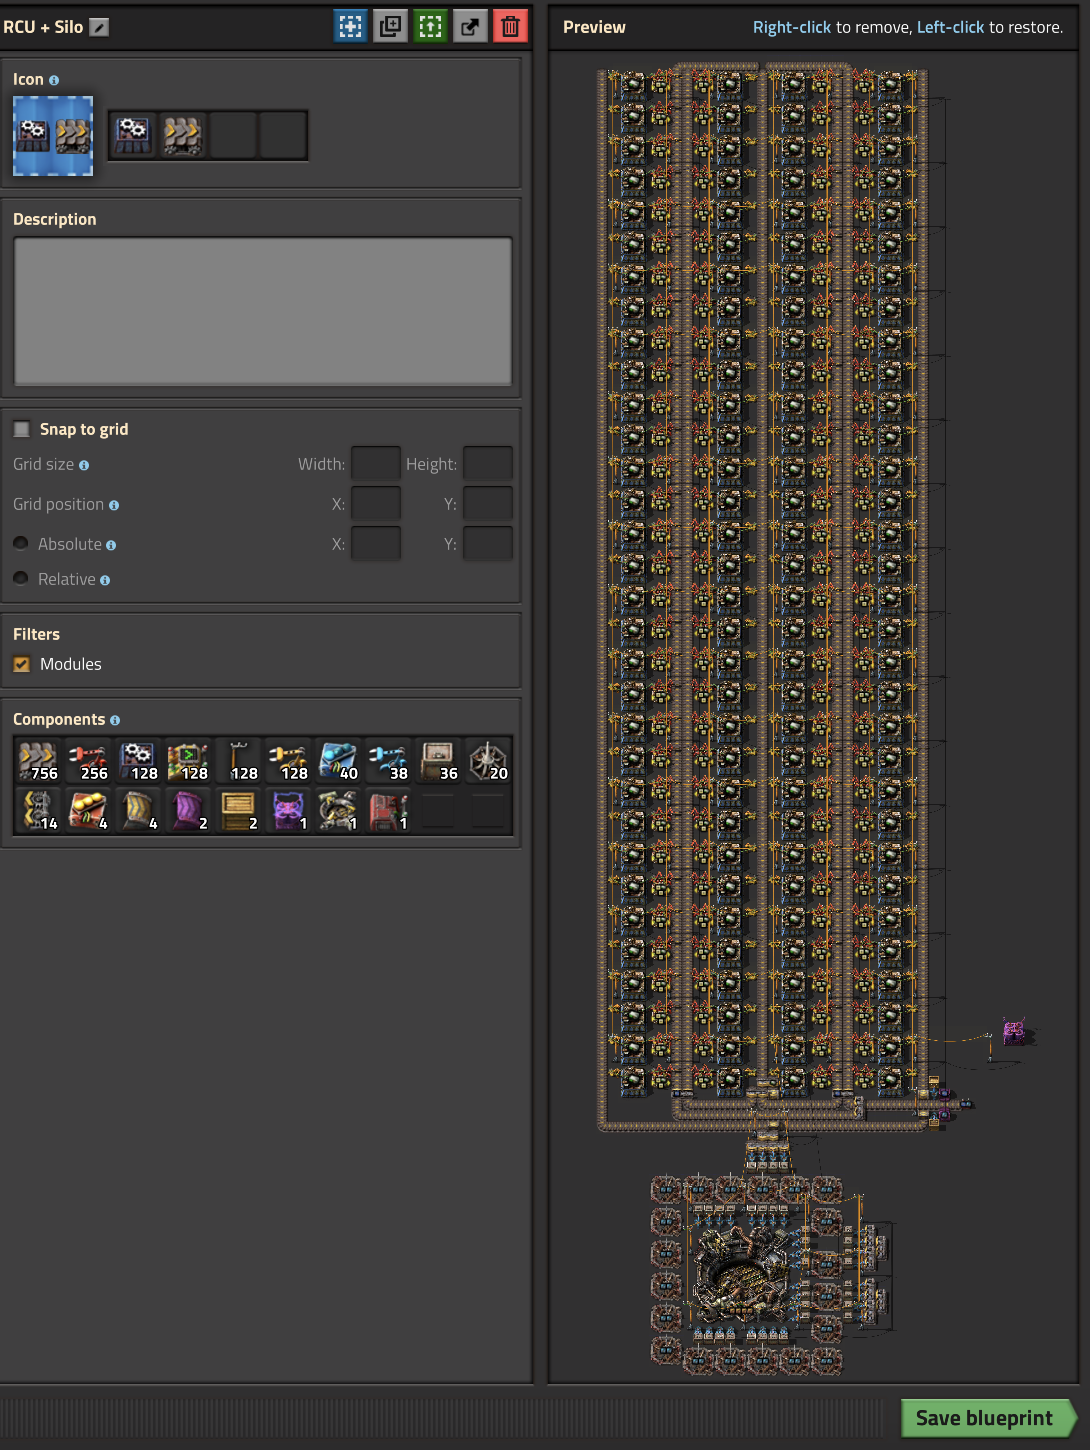 RCU + Silo
Icon
Description
Snap to grid
Grid size Width: Height:
Grid position X: Y:
Absolute X: Y:
Relative
Filters
Modules
Components
756 256 128 128 128 128 40 38 36 20
14 4 4 2 2 1 1 1
Preview Right-click to remove, Left-click to restore.
Save blueprint